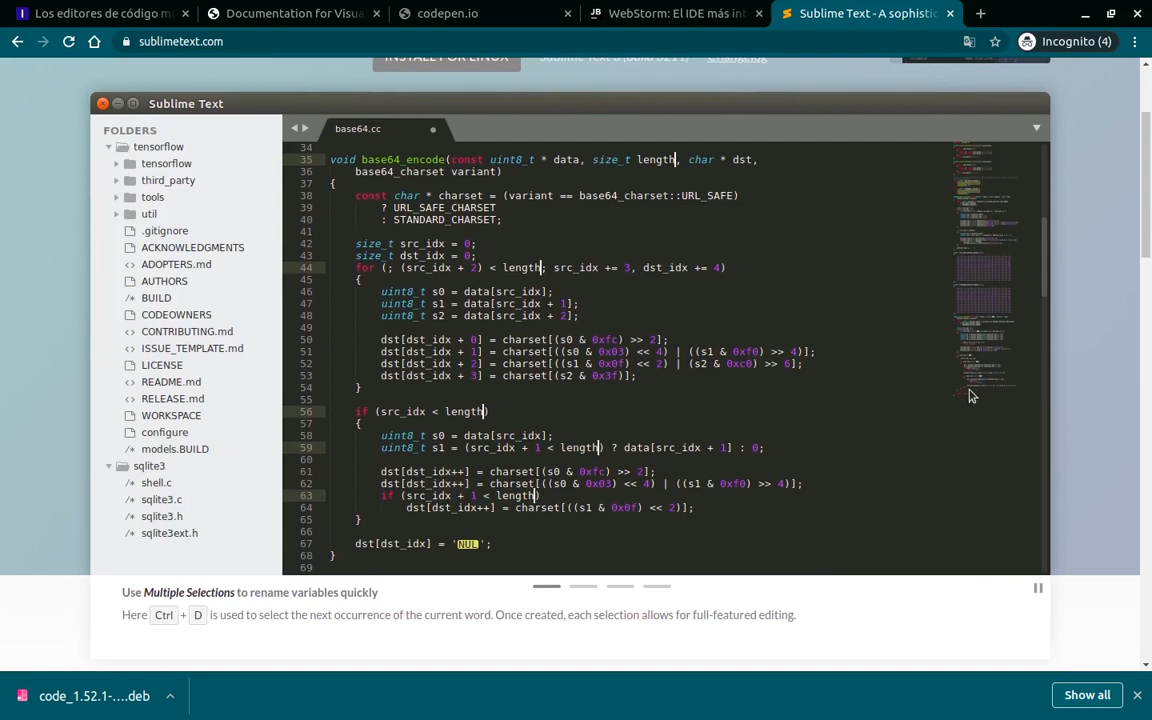 Los editores de código m
Documentation for Visua
codepen.io
WebStorm: El IDE más int
Sublime Text - A sophistic
sublimetext.com
Incognito (4)
INSTALL FOR LINUX
Sublime Text 3 (Build 3211)
Changelog
Sublime Text
FOLDERS
tensorflow
tensorflow
third_party
tools
util
.gitignore
ACKNOWLEDGMENTS
ADOPTERS.md
AUTHORS
BUILD
CODEOWNERS
CONTRIBUTING.md
ISSUE_TEMPLATE.md
LICENSE
README.md
RELEASE.md
WORKSPACE
configure
models.BUILD
sqlite3
shell.c
sqlite3.c
sqlite3.h
sqlite3ext.h
base64.cc
34
35 void base64_encode(const uint8_t * data, size_t length, char * dst,
36 base64_charset variant)
37 {
38 const char * charset = (variant == base64_charset::URL_SAFE)
39 ? URL_SAFE_CHARSET
40 : STANDARD_CHARSET;
41
42 size_t src_idx = 0;
43 size_t dst_idx = 0;
44 for (; (src_idx + 2) < length; src_idx += 3, dst_idx += 4)
45 {
46 uint8_t s0 = data[src_idx];
47 uint8_t s1 = data[src_idx + 1];
48 uint8_t s2 = data[src_idx + 2];
49
50 dst[dst_idx + 0] = charset[(s0 & 0xfc) >> 2];
51 dst[dst_idx + 1] = charset[((s0 & 0x03) << 4) | ((s1 & 0xf0) >> 4)];
52 dst[dst_idx + 2] = charset[((s1 & 0x0f) << 2) | (s2 & 0xc0) >> 6];
53 dst[dst_idx + 3] = charset[(s2 & 0x3f)];
54 }
55
56 if (src_idx < length)
57 {
58 uint8_t s0 = data[src_idx];
59 uint8_t s1 = (src_idx + 1 < length) ? data[src_idx + 1] : 0;
60
61 dst[dst_idx++] = charset[(s0 & 0xfc) >> 2];
62 dst[dst_idx++] = charset[((s0 & 0x03) << 4) | ((s1 & 0xf0) >> 4)];
63 if (src_idx + 1 < length)
64 dst[dst_idx++] = charset[((s1 & 0x0f) << 2)];
65 }
66
67 dst[dst_idx] = 'NUL';
68 }
69
Use Multiple Selections to rename variables quickly
Here Ctrl + D is used to select the next occurrence of the current word. Once created, each selection allows for full-featured editing.
code_1.52.1-....deb
Show all